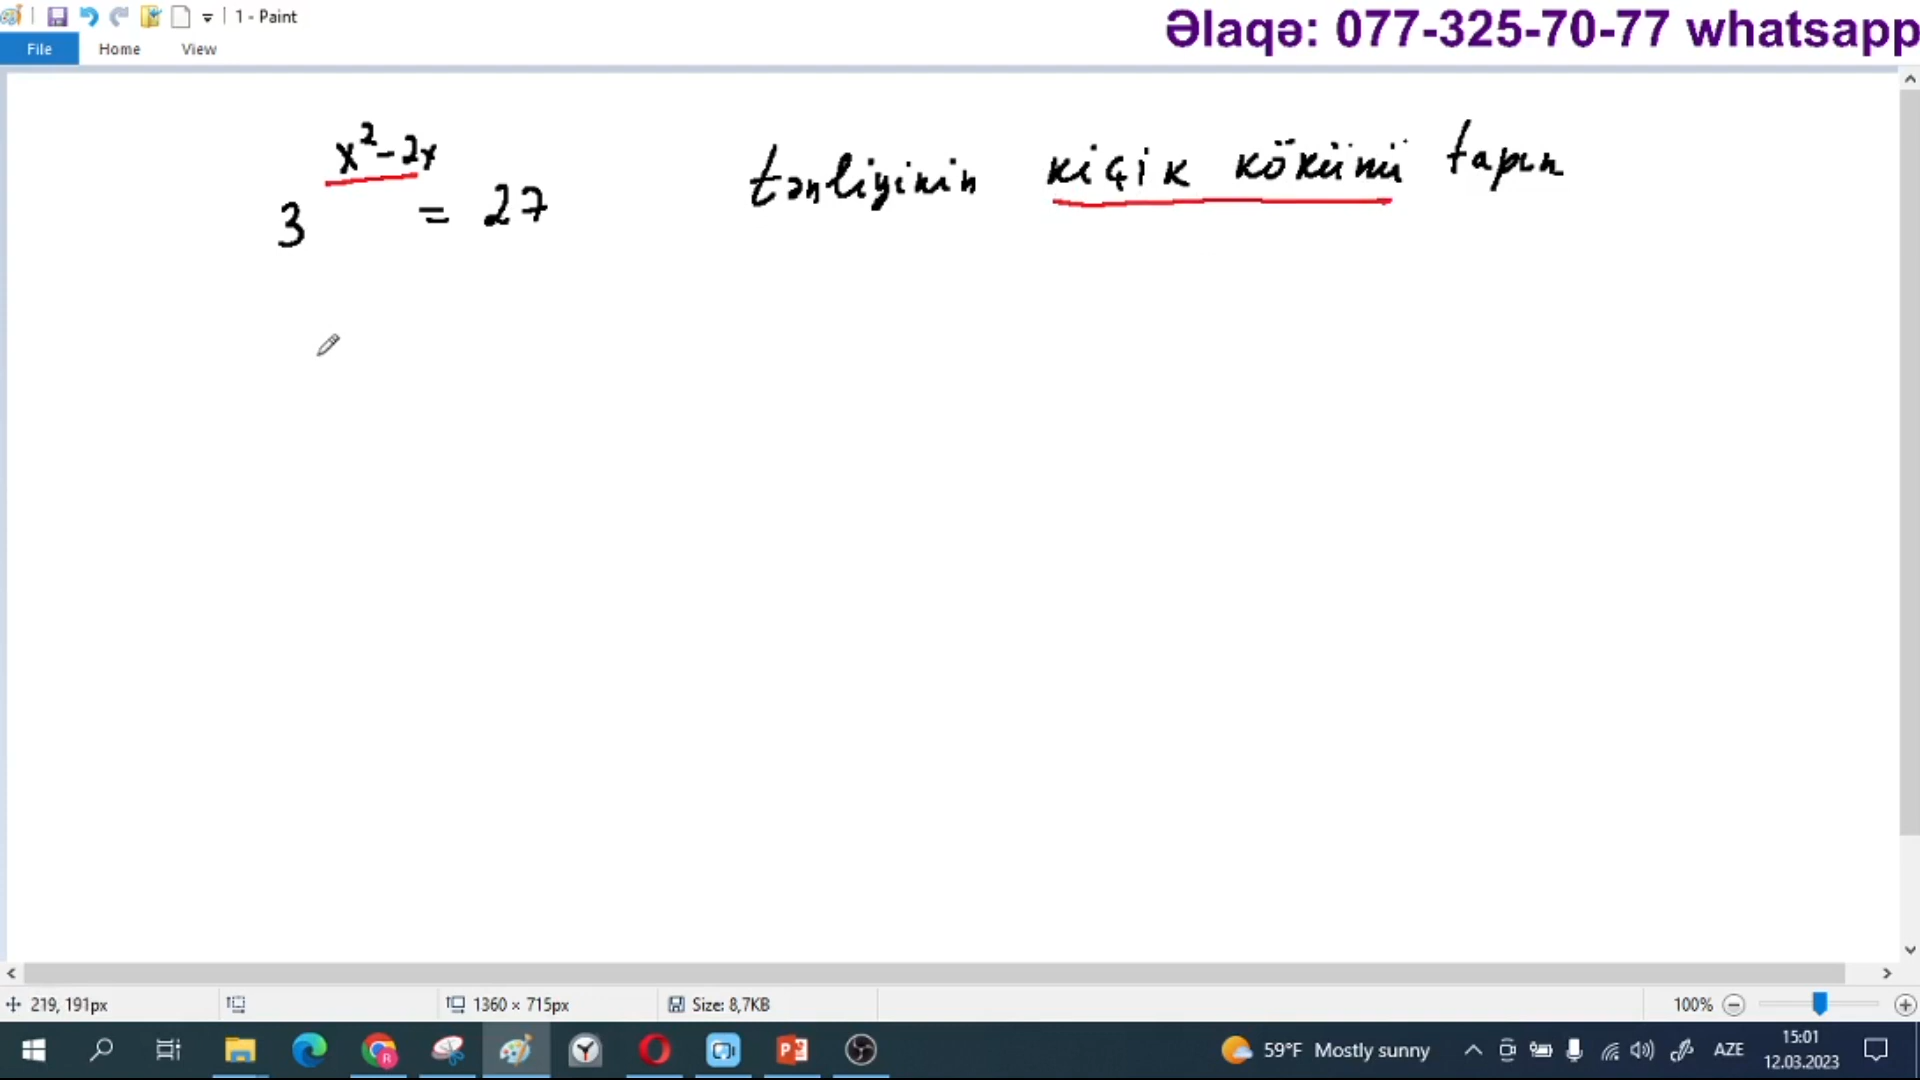 1 - Paint
Əlaqə: 077-325-70-77 whatsapp
File Home View
3^(x²-2x) = 27 tənliyinin kiçik kökünü tapın
219, 191px 1360 × 715px Size: 8,7KB 100%
59°F Mostly sunny AZE 15:01
12.03.2023